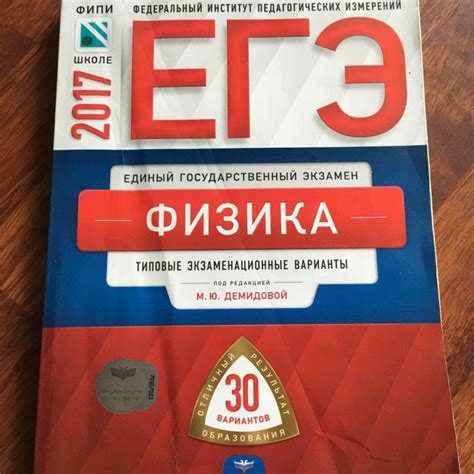 ФИПИ
ШКОЛЕ
2017
ФЕДЕРАЛЬНЫЙ ИНСТИТУТ ПЕДАГОГИЧЕСКИХ ИЗМЕРЕНИЙ
ЕГЭ
ЕДИНЫЙ ГОСУДАРСТВЕННЫЙ ЭКЗАМЕН
ФИЗИКА
ТИПОВЫЕ ЭКЗАМЕНАЦИОННЫЕ ВАРИАНТЫ
ПОД РЕДАКЦИЕЙ
М. Ю. ДЕМИДОВОЙ
ОТЛИЧНЫЙ РЕЗУЛЬТАТ
30
ВАРИАНТОВ
ОБРАЗОВАНИЯ